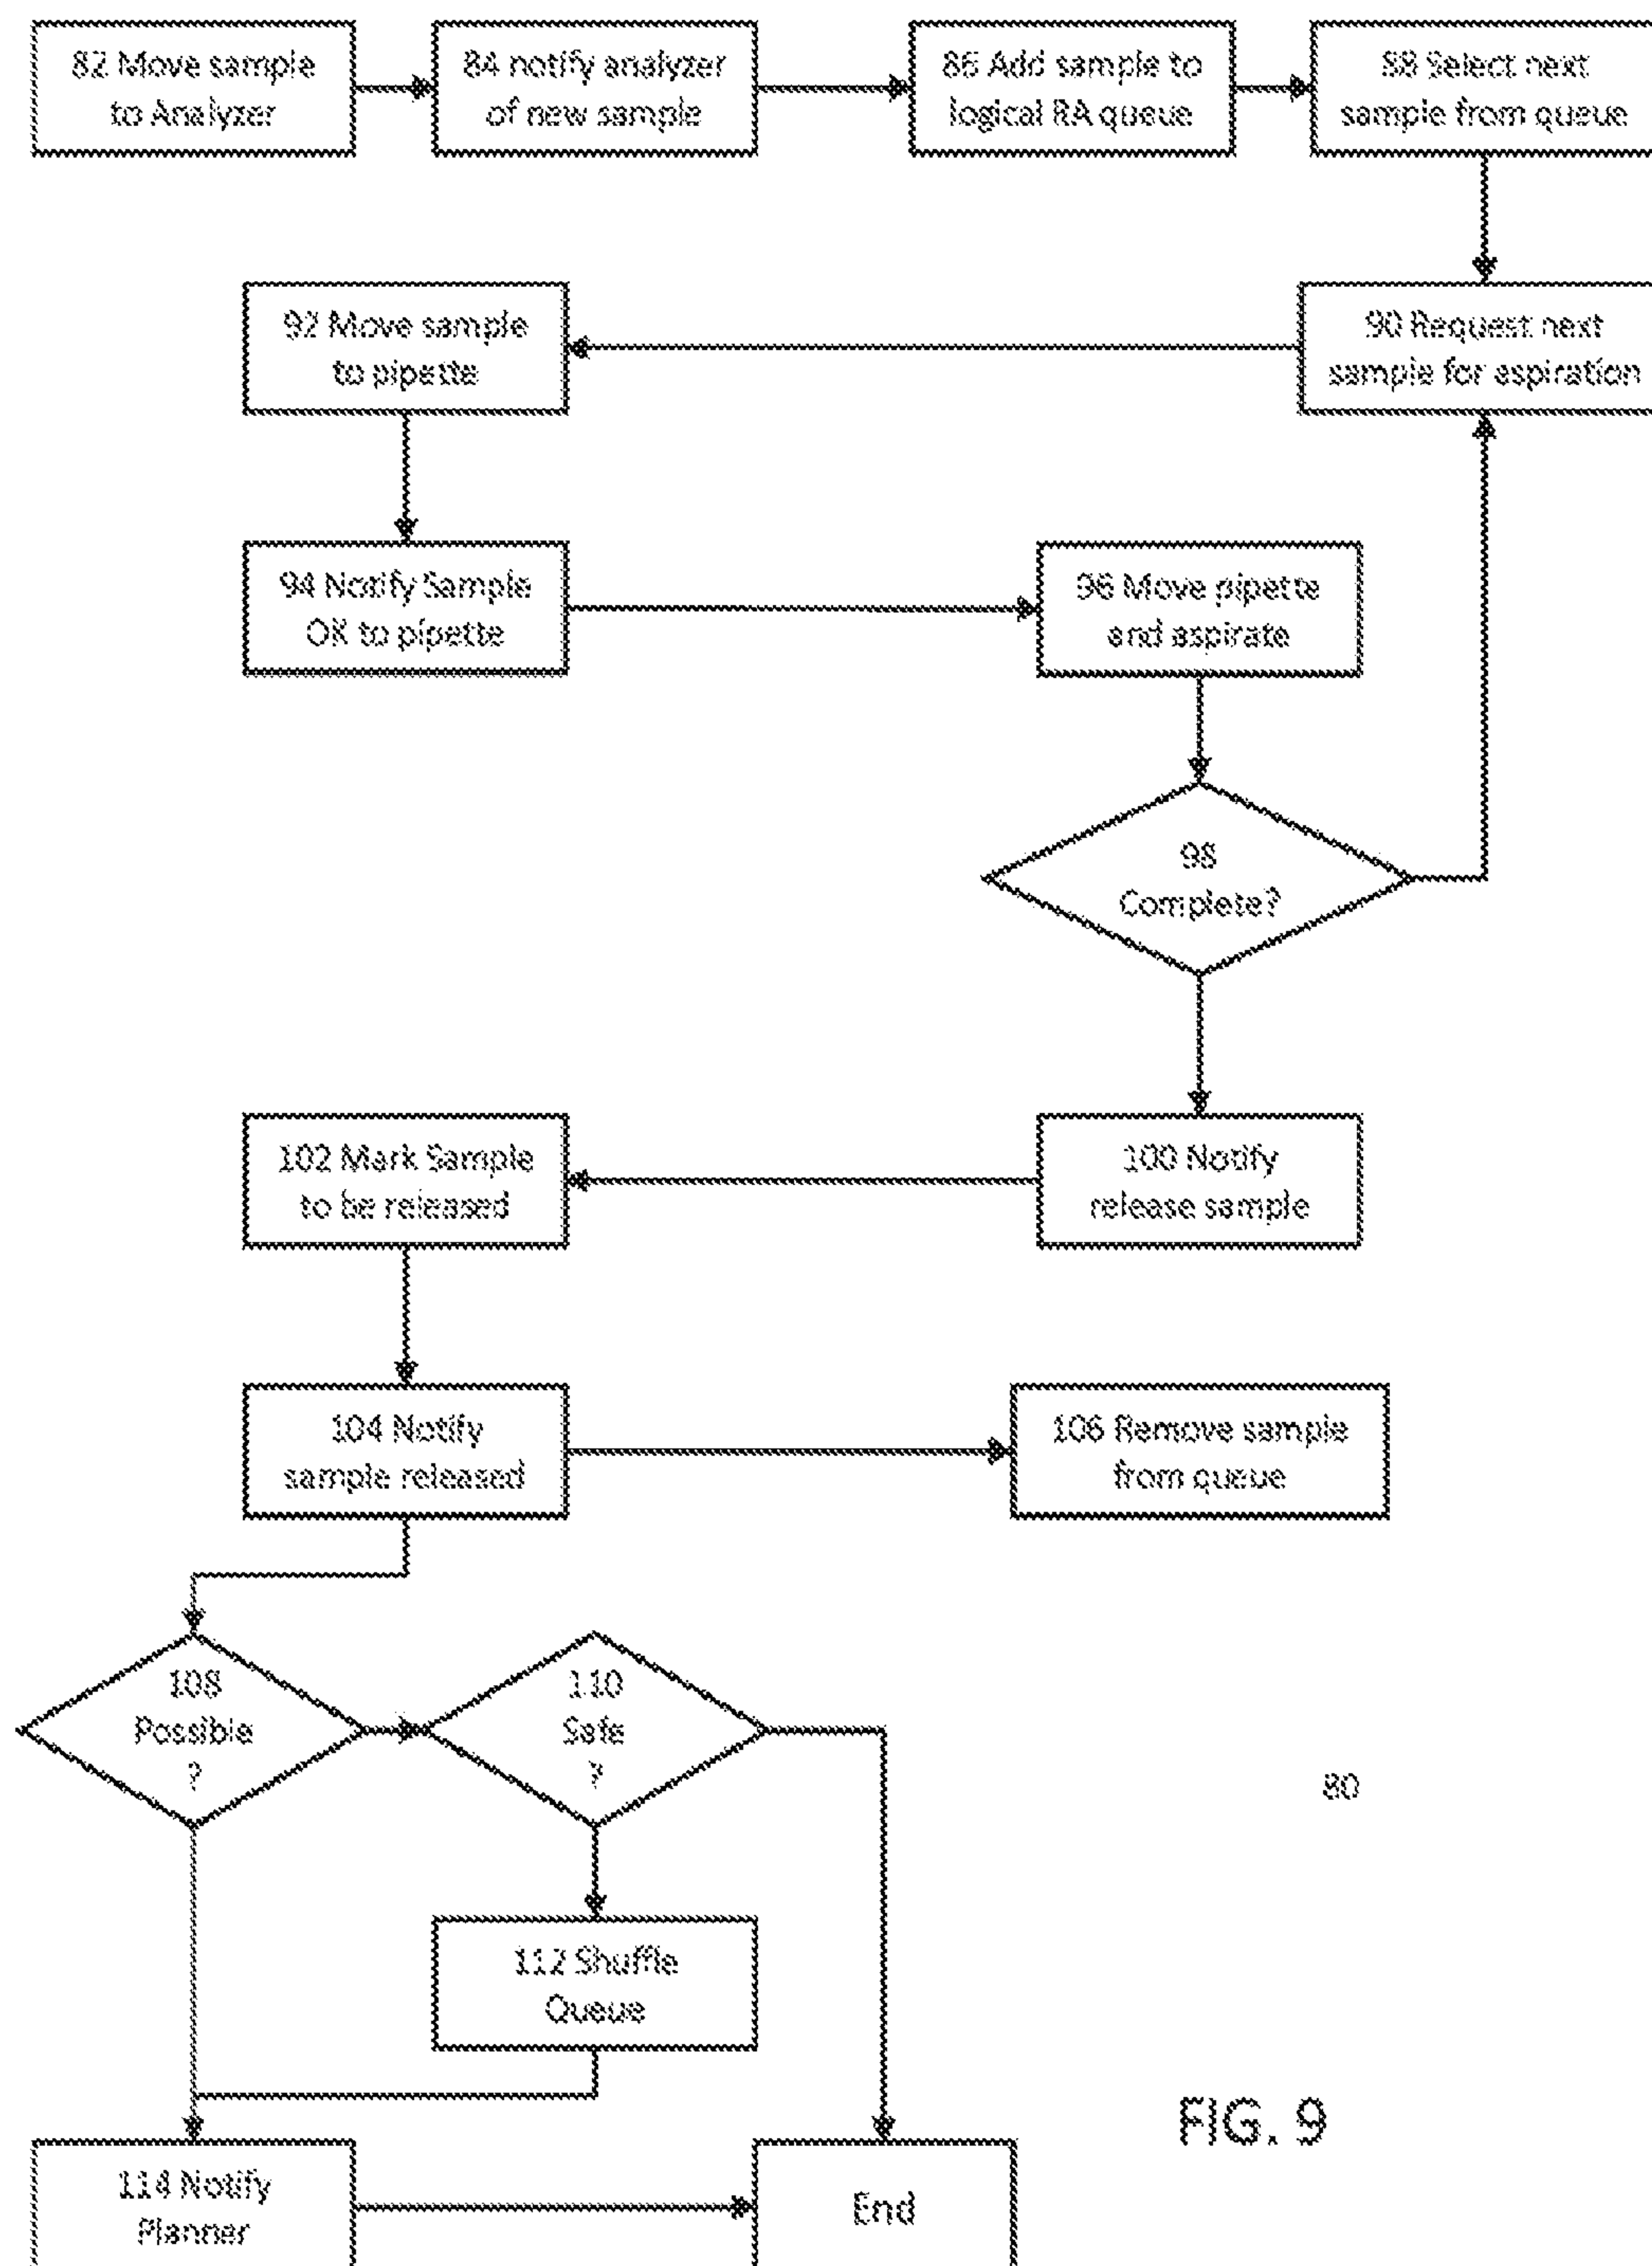 82 Move sample
to Analyzer
84 notify analyzer
of new sample
86 Add sample to
logical RA queue
88 Select next
sample from queue
92 Move sample
to pipette
90 Request next
sample for aspiration
94 Notify Sample
OK to pipette
96 Move pipette
and aspirate
98
Complete?
102 Mark Sample
to be released
100 Notify
release sample
104 Notify
sample released
106 Remove sample
from queue
108
Possible
?
110
Safe
?
80
112 Shuffle
Queue
FIG. 9
114 Notify
Planner
End